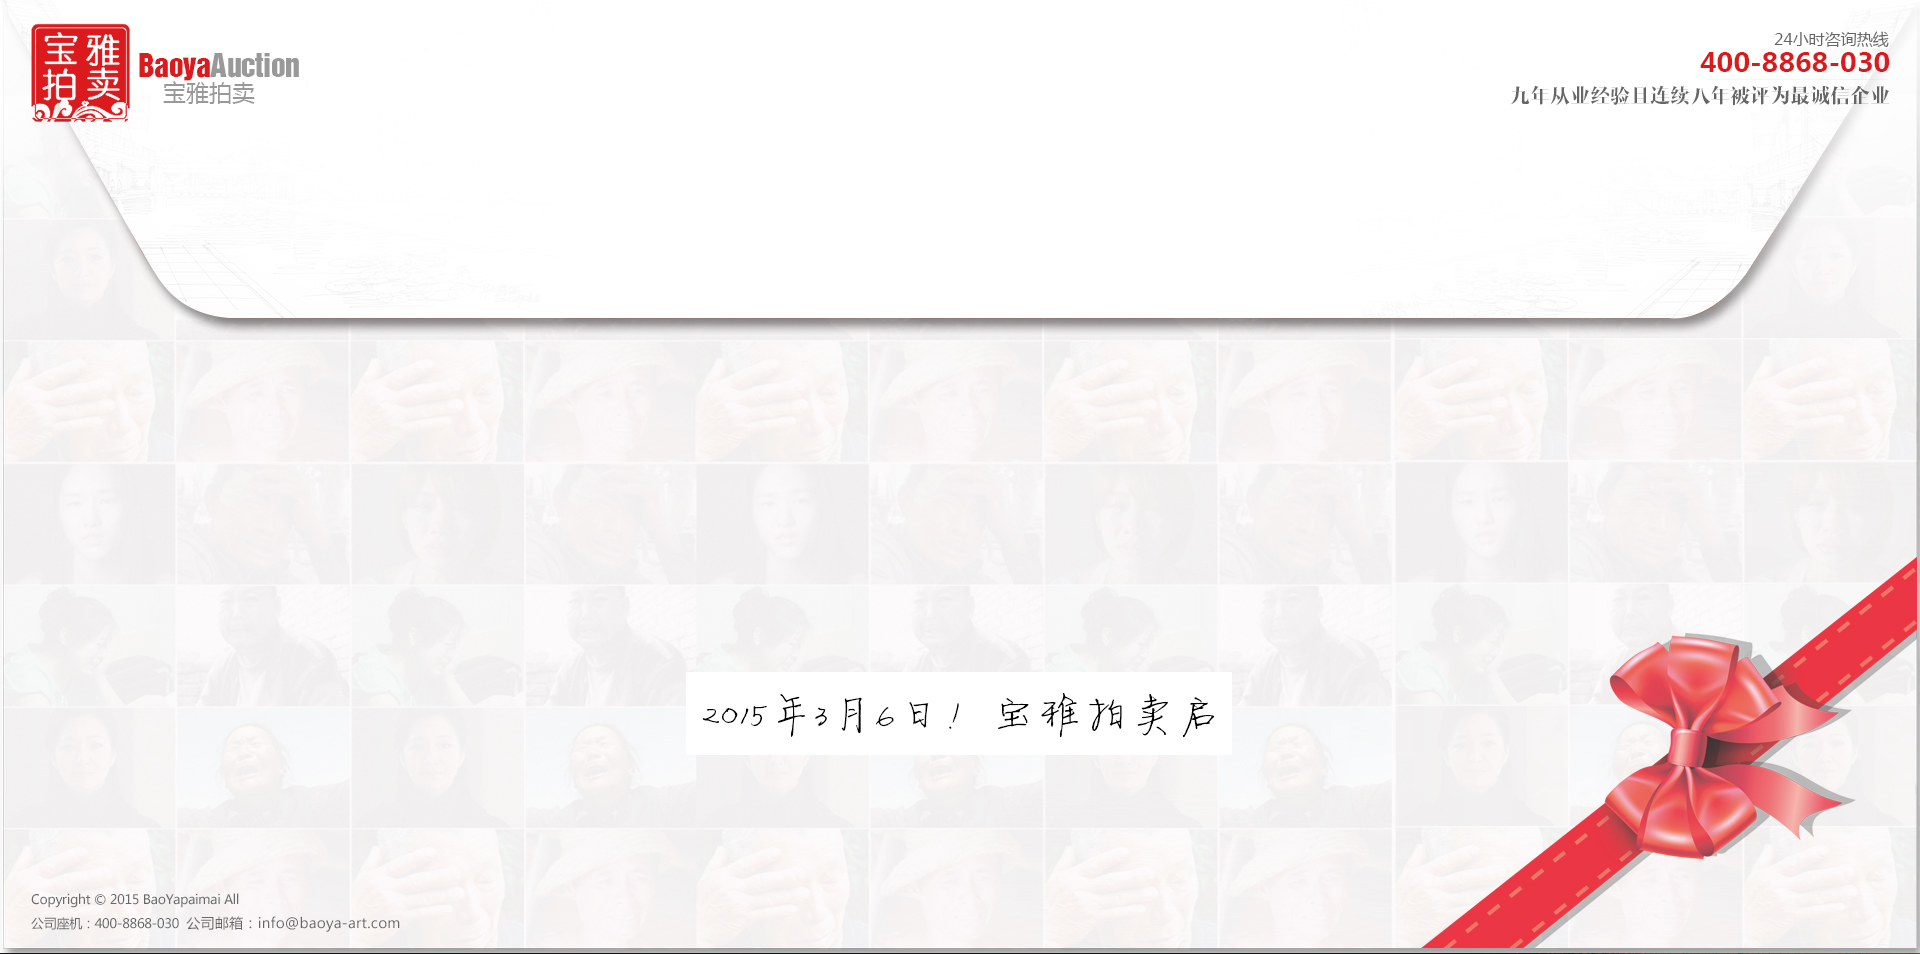 宝雅
拍卖
BaoyaAuction
宝雅拍卖
24小时咨询热线
400-8868-030
九年从业经验且连续八年被评为最诚信企业
2015年3月6日! 宝雅拍卖启
Copyright © 2015 BaoYapaimai All
公司座机：400-8868-030 公司邮箱：info@baoya-art.com